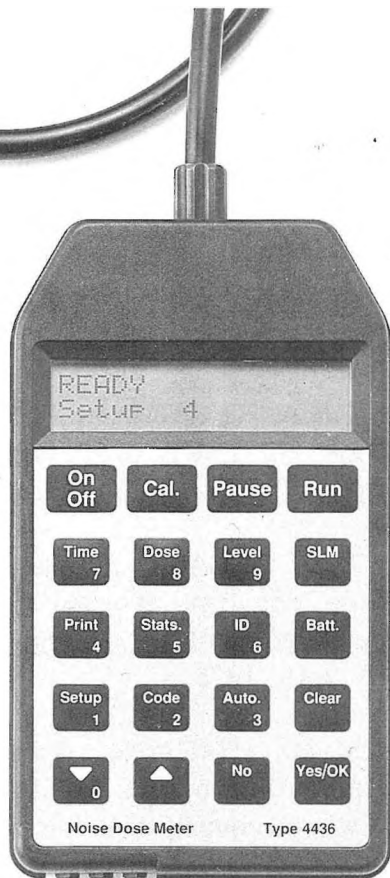 READY
Setup 4
On Off Cal. Pause Run
Time 7 Dose 8 Level 9 SLM
Print 4 Stats. 5 ID 6 Batt.
Setup 1 Code 2 Auto. 3 Clear
▼ 0 ▲ No Yes/OK
Noise Dose Meter Type 4436